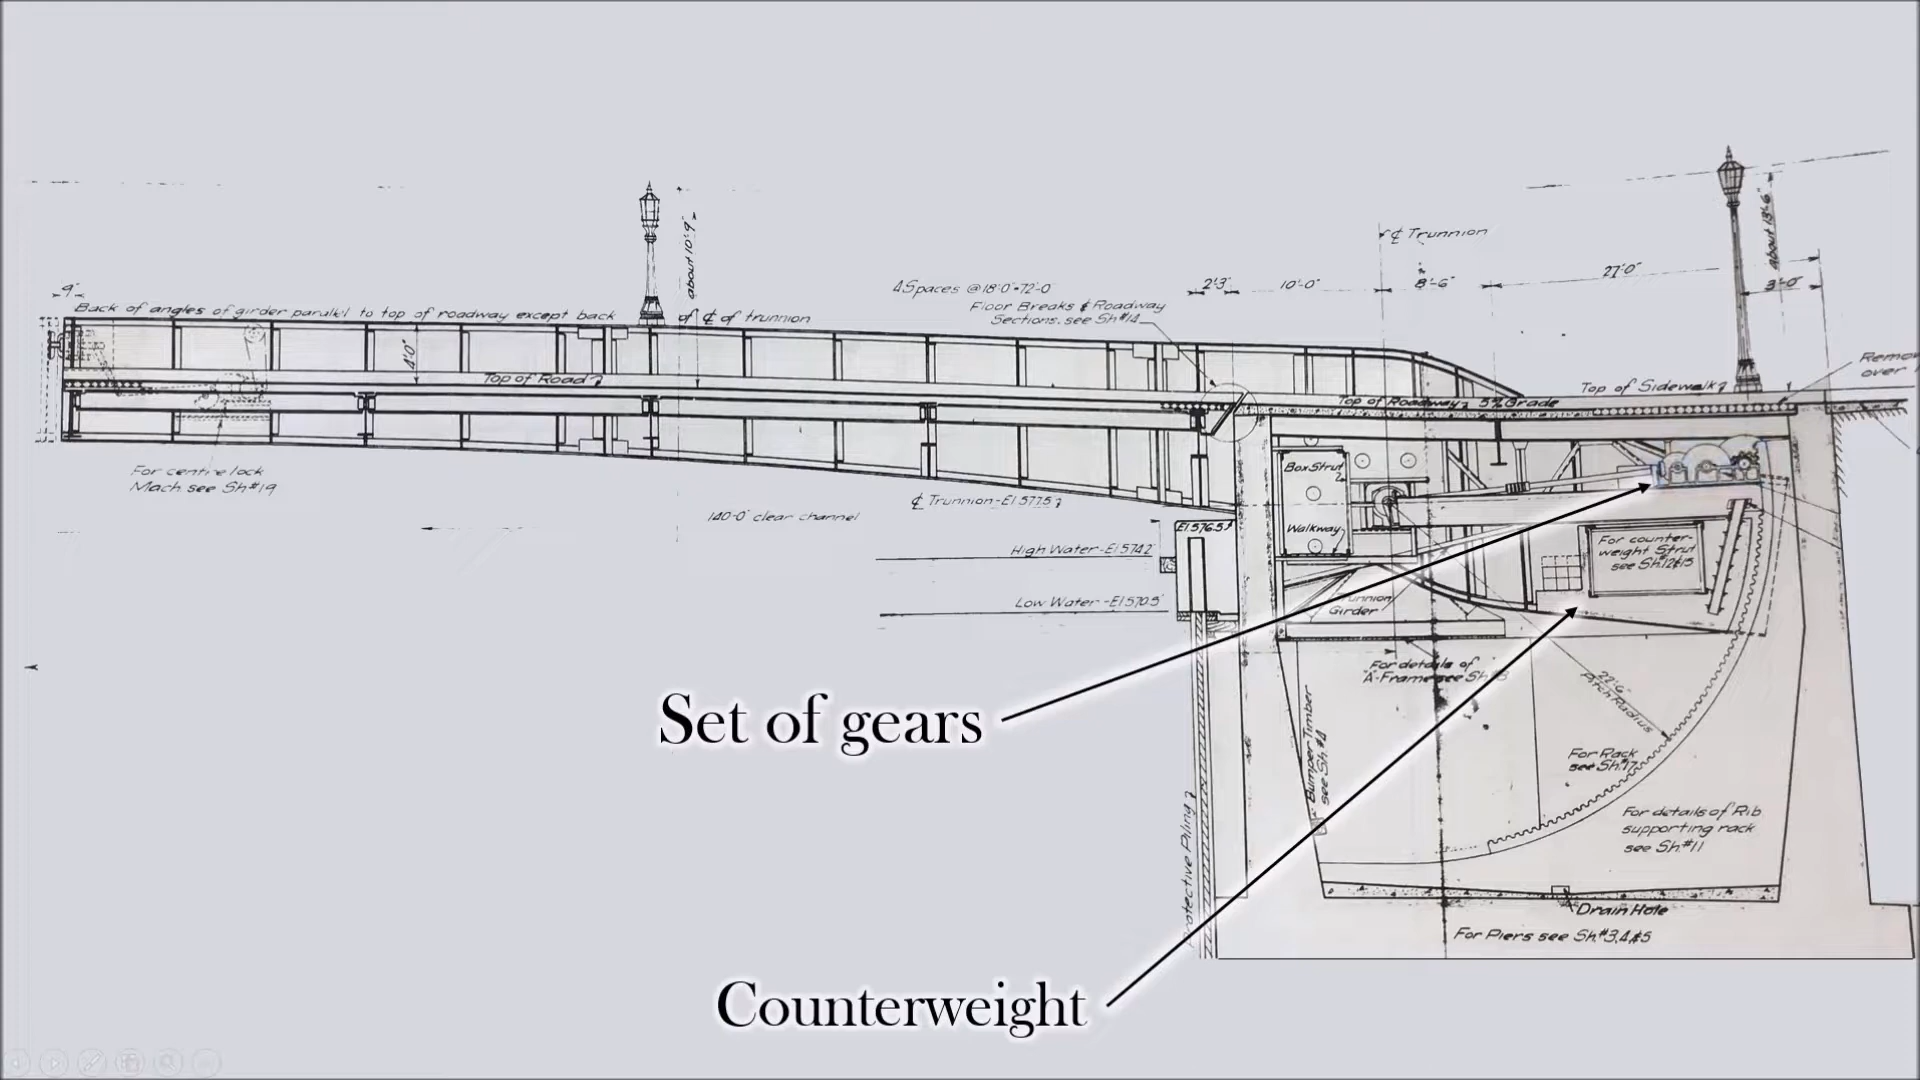 about 13'-6"
℄ Trunnion
about 10'-9"
27'-0"
4 Spaces @ 18'-0"=72'-0
2'3"
10'-0"
8'-6"
3'-0"
9"
Floor Breaks & Roadway
Sections, see Sh#14
Back of angles of girder parallel to top of roadway except back
of ℄ of trunnion
4'-0"
over
Top of Road
Top of Sidewalk
Top of Roadway
5% Grade
For centre lock
Mach see Sh#19
Box Strut
℄ Trunnion-El 577.5
140'-0" clear channel
El 576.5
Walkway
For counter-
weight Strut
see Sh.12&15
High Water-El 574.2
Low Water-El 570.5
Trunnion
Girder
For details of
"A"-Frame see Sh
22'-6"
Pitch Radius
Set of gears
Bumper Timber
see Sh #4
For Rack
see Sh.17
For details of Rib
supporting rack
see Sh #11
Protective Piling
Drain Hole
For Piers see Sh.#3,4&5
Counterweight